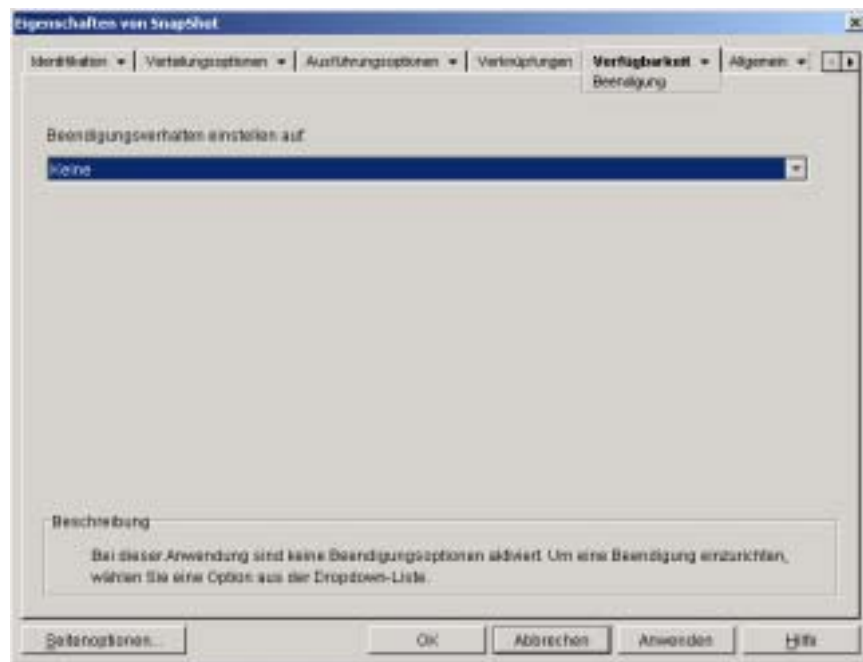 Eigenschaften von SnapShot
Identifikation Verteilungsoptionen Ausführungsoptionen Verknüpfungen Verfügbarkeit Allgemein
Beendigung
Beendigungsverhalten einstellen auf
Keine
Beschreibung
Bei dieser Anwendung sind keine Beendigungsoptionen aktiviert. Um eine Beendigung einzurichten,
wählen Sie eine Option aus der Dropdown-Liste.
Seitenoptionen... OK Abbrechen Anwenden Hilfe